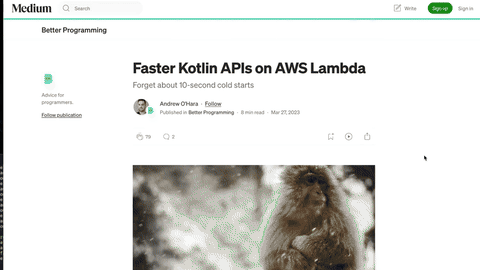 Medium
Search
Write
Sign up
Sign in
Better Programming
Advice for
programmers.
Follow publication
Faster Kotlin APIs on AWS Lambda
Forget about 10-second cold starts
Andrew O'Hara · Follow
Published in Better Programming · 8 min read · Mar 27, 2023
79
2